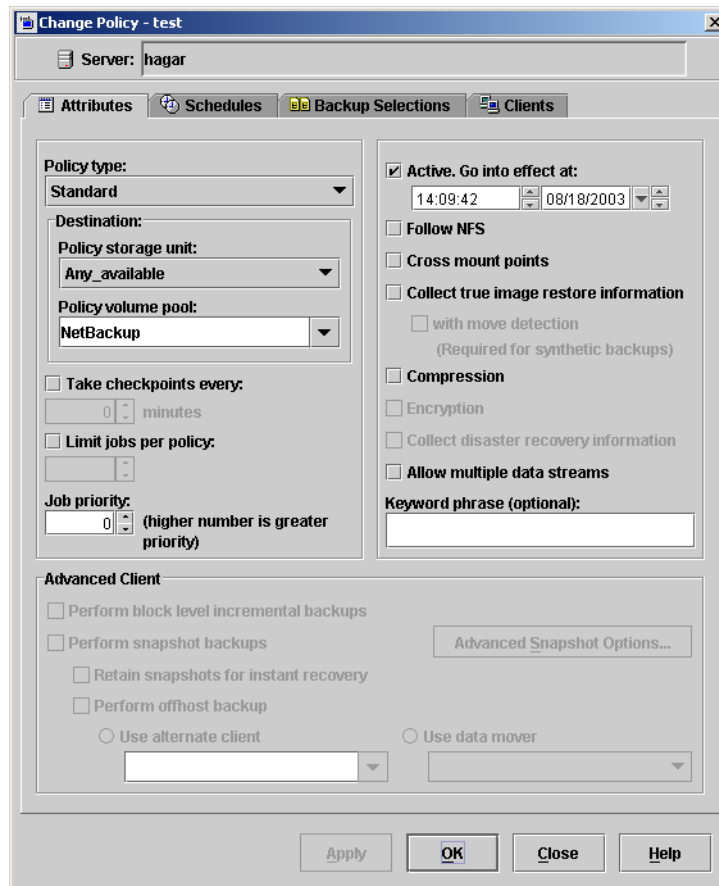 Change Policy - test
Server: hagar
Attributes
Schedules
Backup Selections
Clients
Policy type:
Standard
Destination:
Policy storage unit:
Any_available
Policy volume pool:
NetBackup
Take checkpoints every:
0 minutes
Limit jobs per policy:
Job priority:
0 (higher number is greater
priority)
Active. Go into effect at:
14:09:42 08/18/2003
Follow NFS
Cross mount points
Collect true image restore information
with move detection
(Required for synthetic backups)
Compression
Encryption
Collect disaster recovery information
Allow multiple data streams
Keyword phrase (optional):
Advanced Client
Perform block level incremental backups
Perform snapshot backups
Advanced Snapshot Options...
Retain snapshots for instant recovery
Perform offhost backup
Use alternate client
Use data mover
Apply
OK
Close
Help